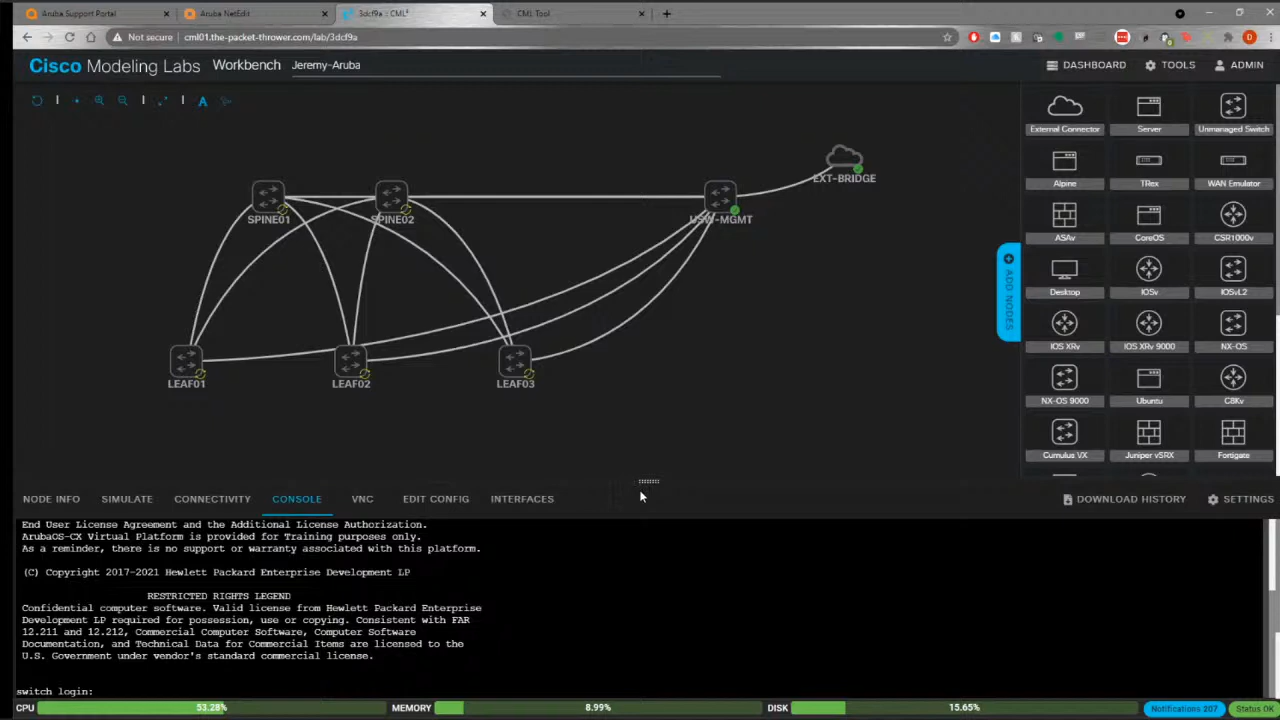 Aruba Support Portal
Aruba NetEdit
3dcf9a :: CML²
CML Tool
Not secure
cml01.the-packet-thrower.com/lab/3dcf9a
D
Cisco Modeling Labs
Workbench
Jeremy-Aruba
DASHBOARD
TOOLS
ADMIN
A
SPINE01
SPINE02
USW-MGMT
EXT-BRIDGE
LEAF01
LEAF02
LEAF03
ADD NODES
External Connector
Server
Unmanaged Switch
Alpine
TRex
WAN Emulator
ASAv
CoreOS
CSR1000v
Desktop
IOSv
IOSvL2
IOS XRv
IOS XRv 9000
NX-OS
NX-OS 9000
Ubuntu
C8Kv
Cumulus VX
Juniper vSRX
Fortigate
NODE INFO
SIMULATE
CONNECTIVITY
CONSOLE
VNC
EDIT CONFIG
INTERFACES
DOWNLOAD HISTORY
SETTINGS
End User License Agreement and the Additional License Authorization.
ArubaOS-CX Virtual Platform is provided for Training purposes only.
As a reminder, there is no support or warranty associated with this platform.
(C) Copyright 2017-2021 Hewlett Packard Enterprise Development LP
RESTRICTED RIGHTS LEGEND
Confidential computer software. Valid license from Hewlett Packard Enterprise
Development LP required for possession, use or copying. Consistent with FAR
12.211 and 12.212, Commercial Computer Software, Computer Software
Documentation, and Technical Data for Commercial Items are licensed to the
U.S. Government under vendor's standard commercial license.
switch login:
CPU
53.28%
MEMORY
8.99%
DISK
15.65%
Notifications 207
Status OK